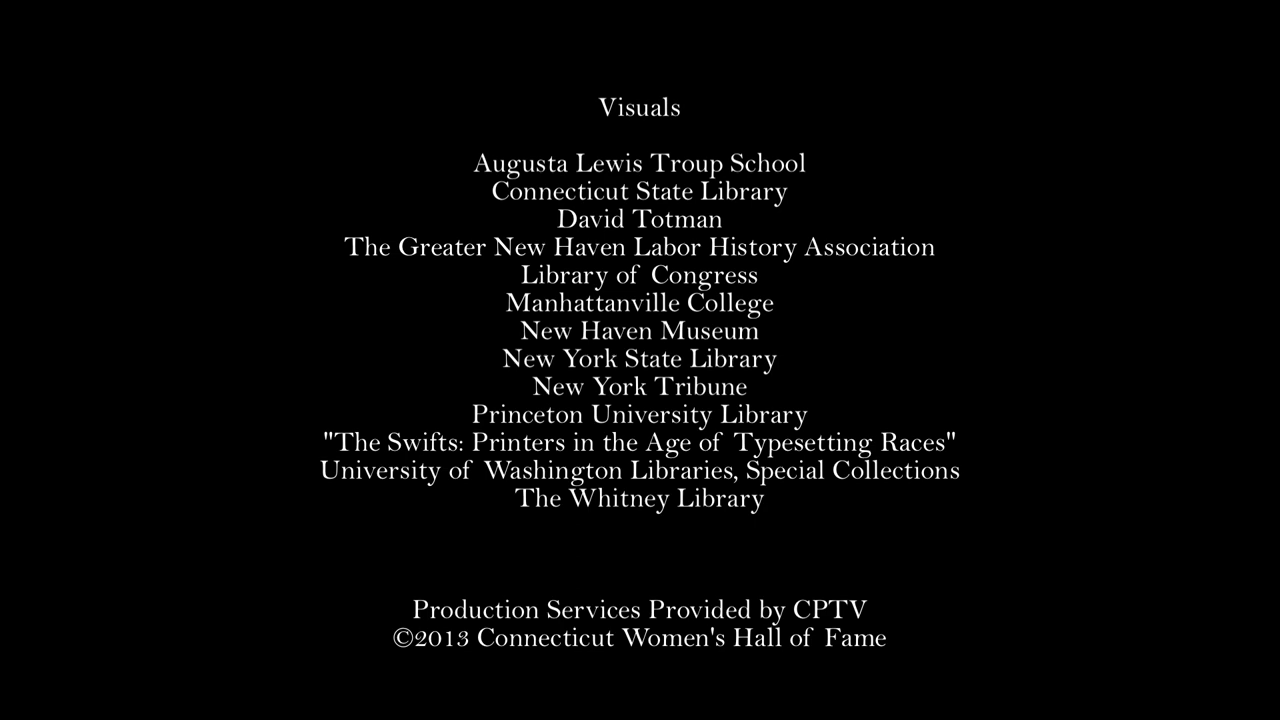 Visuals
Augusta Lewis Troup School
Connecticut State Library
David Totman
The Greater New Haven Labor History Association
Library of Congress
Manhattanville College
New Haven Museum
New York State Library
New York Tribune
Princeton University Library
"The Swifts: Printers in the Age of Typesetting Races"
University of Washington Libraries, Special Collections
The Whitney Library
Production Services Provided by CPTV
©2013 Connecticut Women's Hall of Fame